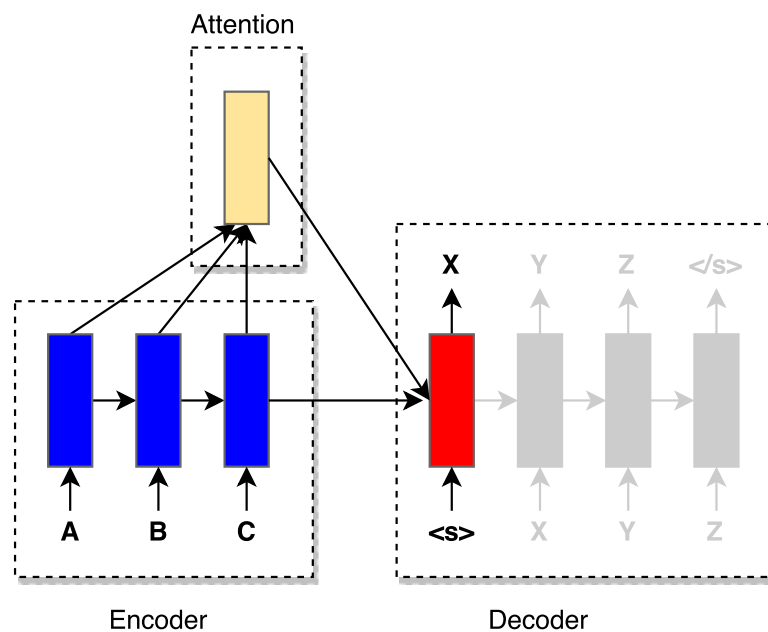 Attention
X Y Z </s>
A B C <s> X Y Z
Encoder Decoder